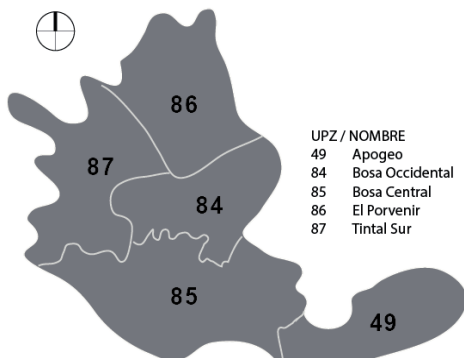 86
87
84
85
49
UPZ / NOMBRE
49 Apogeo
84 Bosa Occidental
85 Bosa Central
86 El Porvenir
87 Tintal Sur